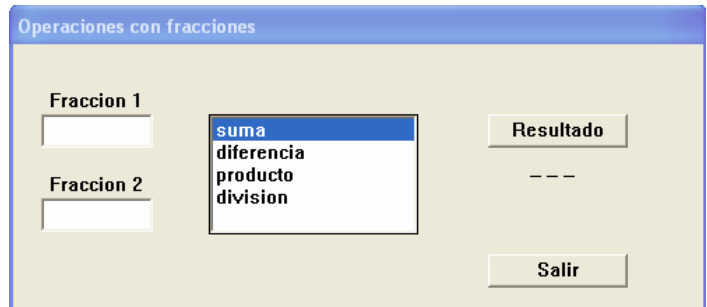 Operaciones con fracciones
Fraccion 1
suma
diferencia
producto
division
Fraccion 2
Resultado
---
Salir